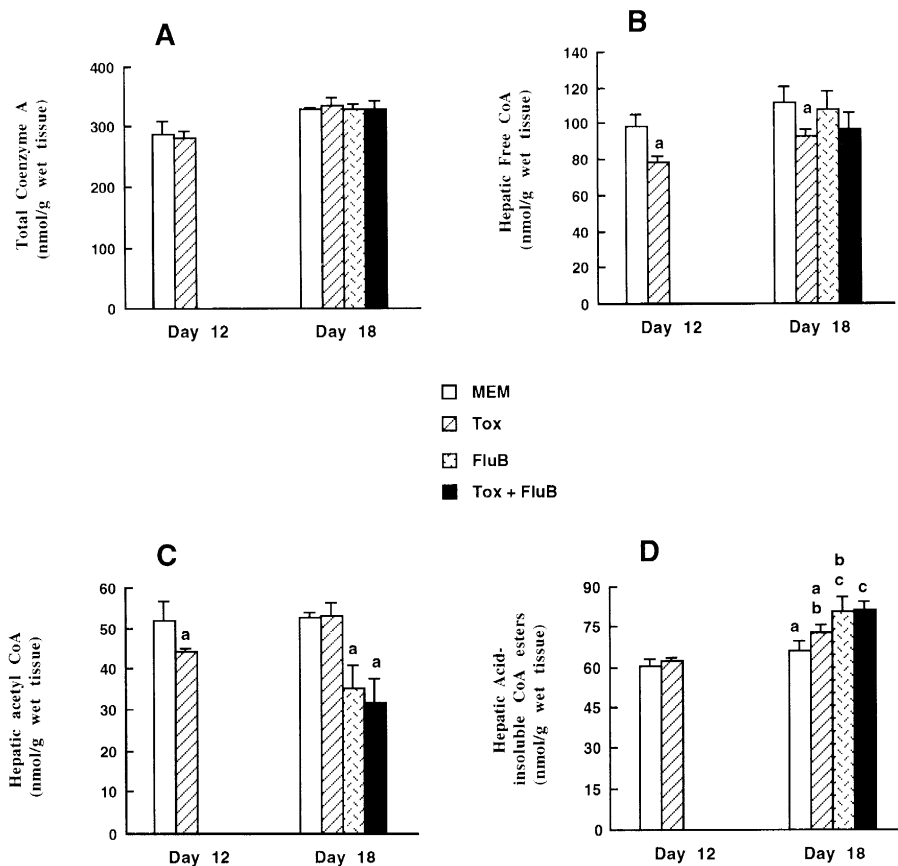 A
Total Coenzyme A
(nmol/g wet tissue)
400
300
300
200
100
0
Day 12
Day 18
B
Hepatic Free CoA
(nmol/g wet tissue)
140
120
100
80
60
40
20
0
a
a
Day 12
Day 18
MEM
Tox
FluB
Tox + FluB
C
Hepatic acetyl CoA
(nmol/g wet tissue)
60
50
40
30
20
10
0
a
a
a
Day 12
Day 18
D
Hepatic Acid-
insoluble CoA esters
(nmol/g wet tissue)
90
75
60
45
30
15
0
a
a
b
b
c
c
Day 12
Day 18